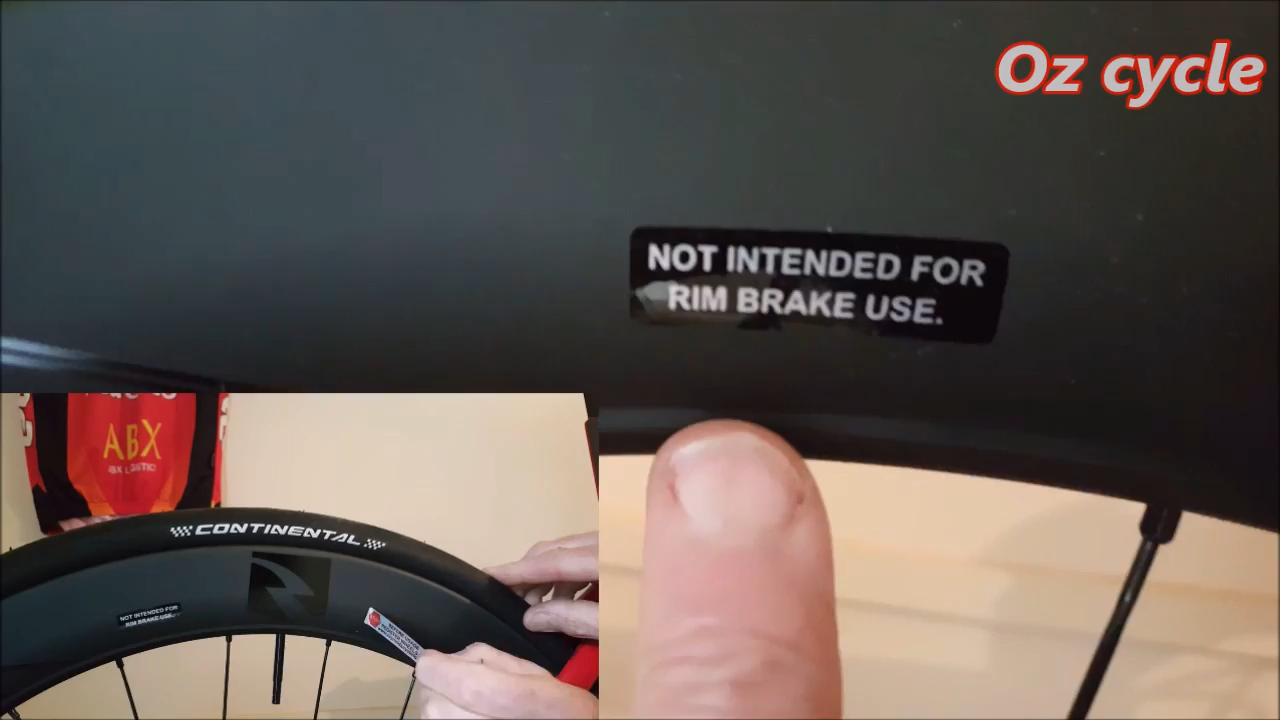 Oz cycle
NOT INTENDED FOR
RIM BRAKE USE.
ABX
CONTINENTAL
NOT INTENDED FOR
RIM BRAKE USE.